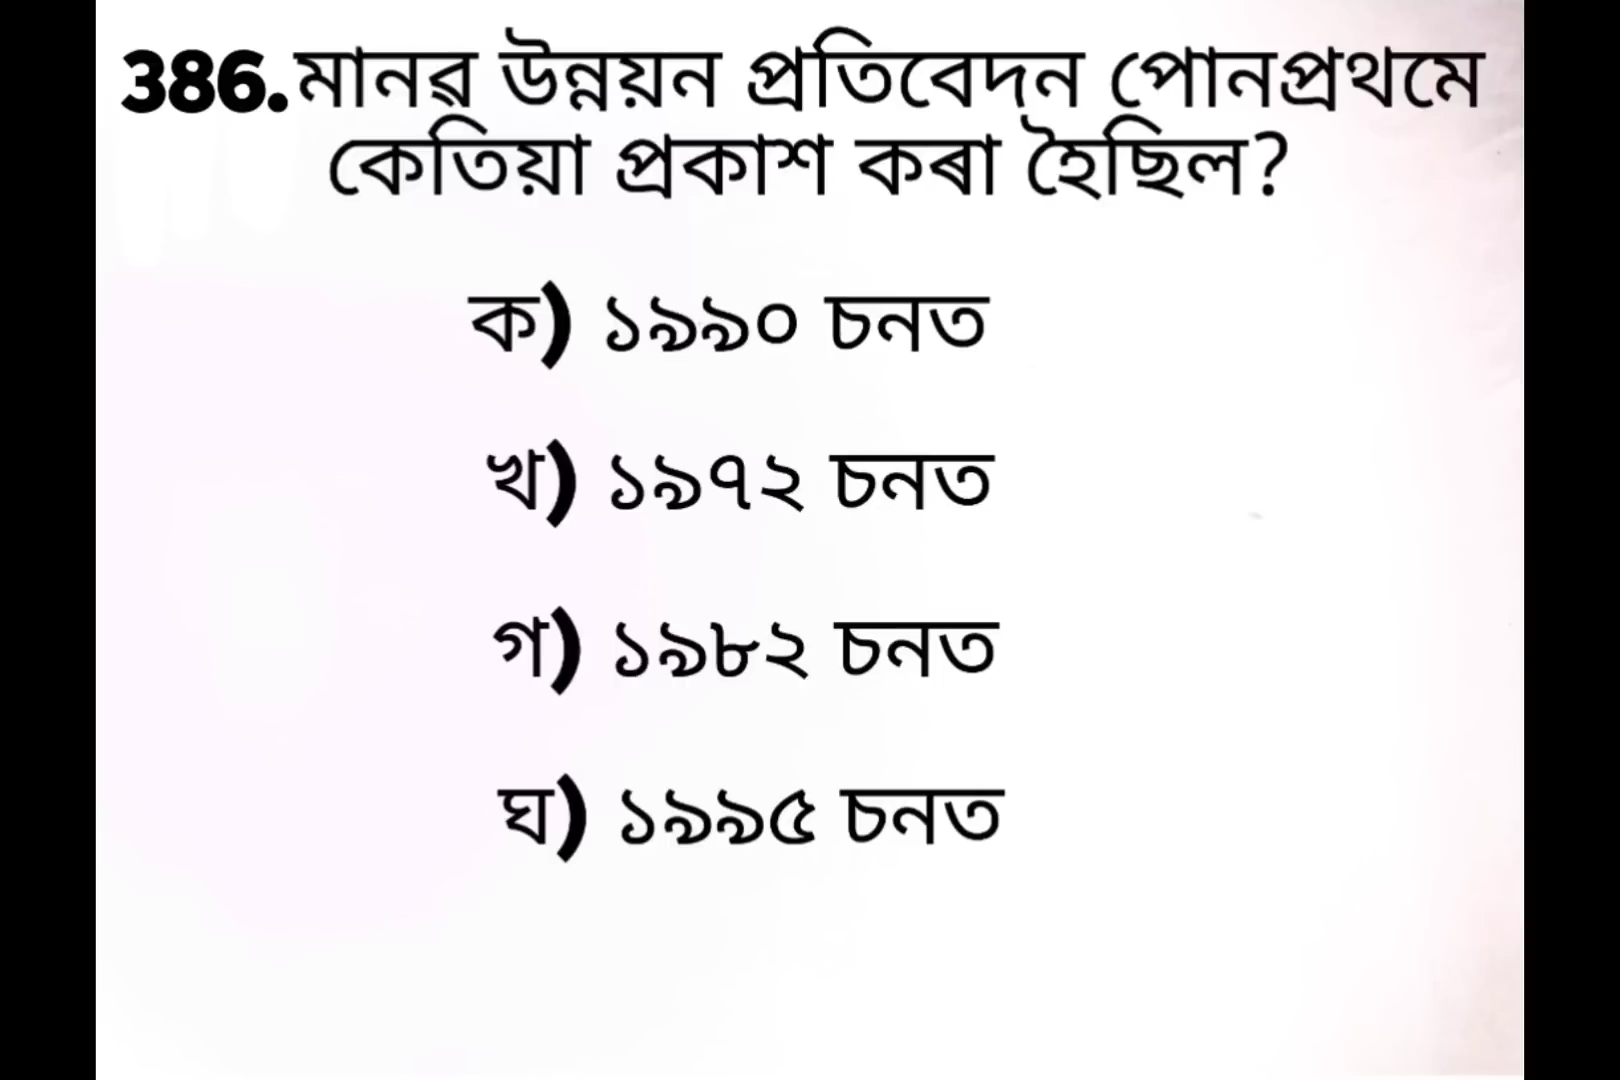 386.মানৱ উন্নয়ন প্ৰতিবেদন পোনপ্ৰথমে
কেতিয়া প্ৰকাশ কৰা হৈছিল?
ক) ১৯৯০ চনত
খ) ১৯৭২ চনত
গ) ১৯৮২ চনত
ঘ) ১৯৯৫ চনত